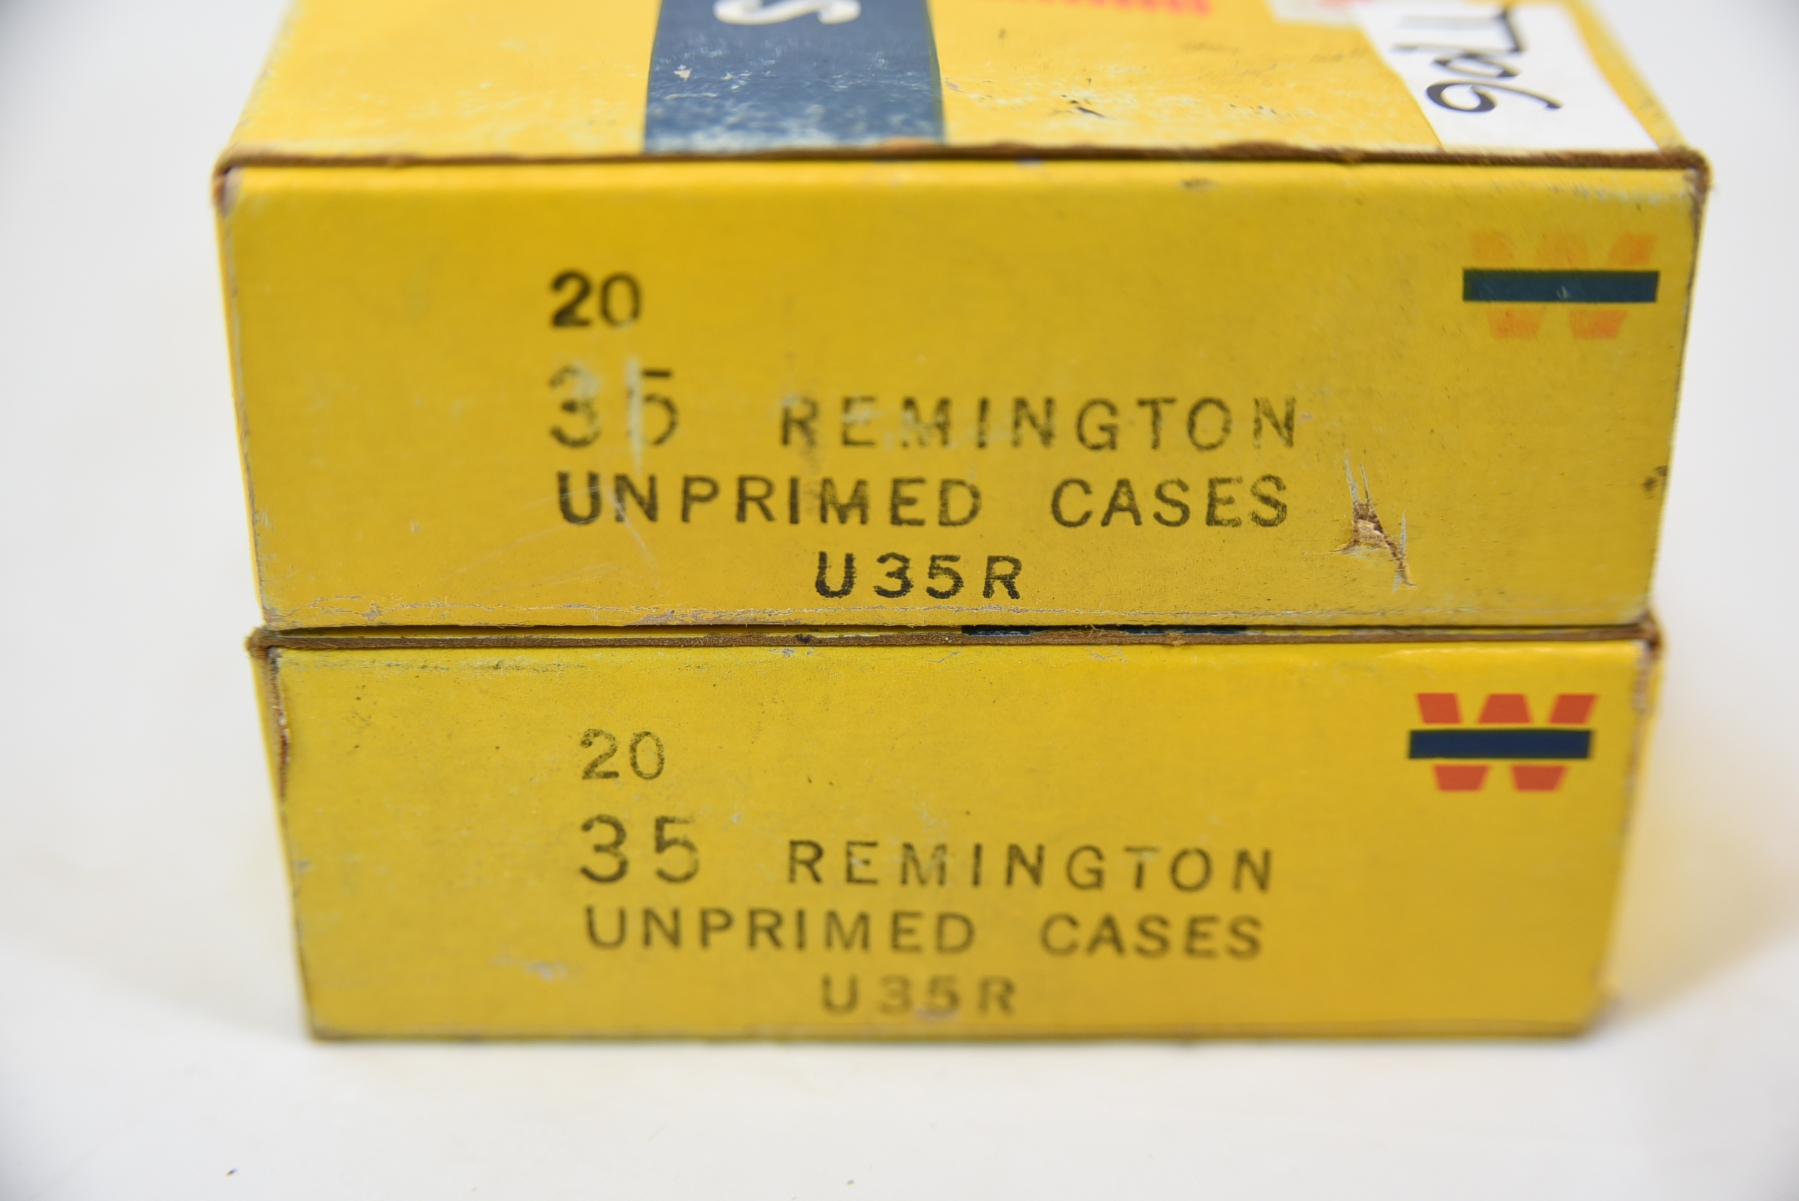 S
20
35 REMINGTON
UNPRIMED CASES
U35R
W
20
35 REMINGTON
UNPRIMED CASES
U35R
W